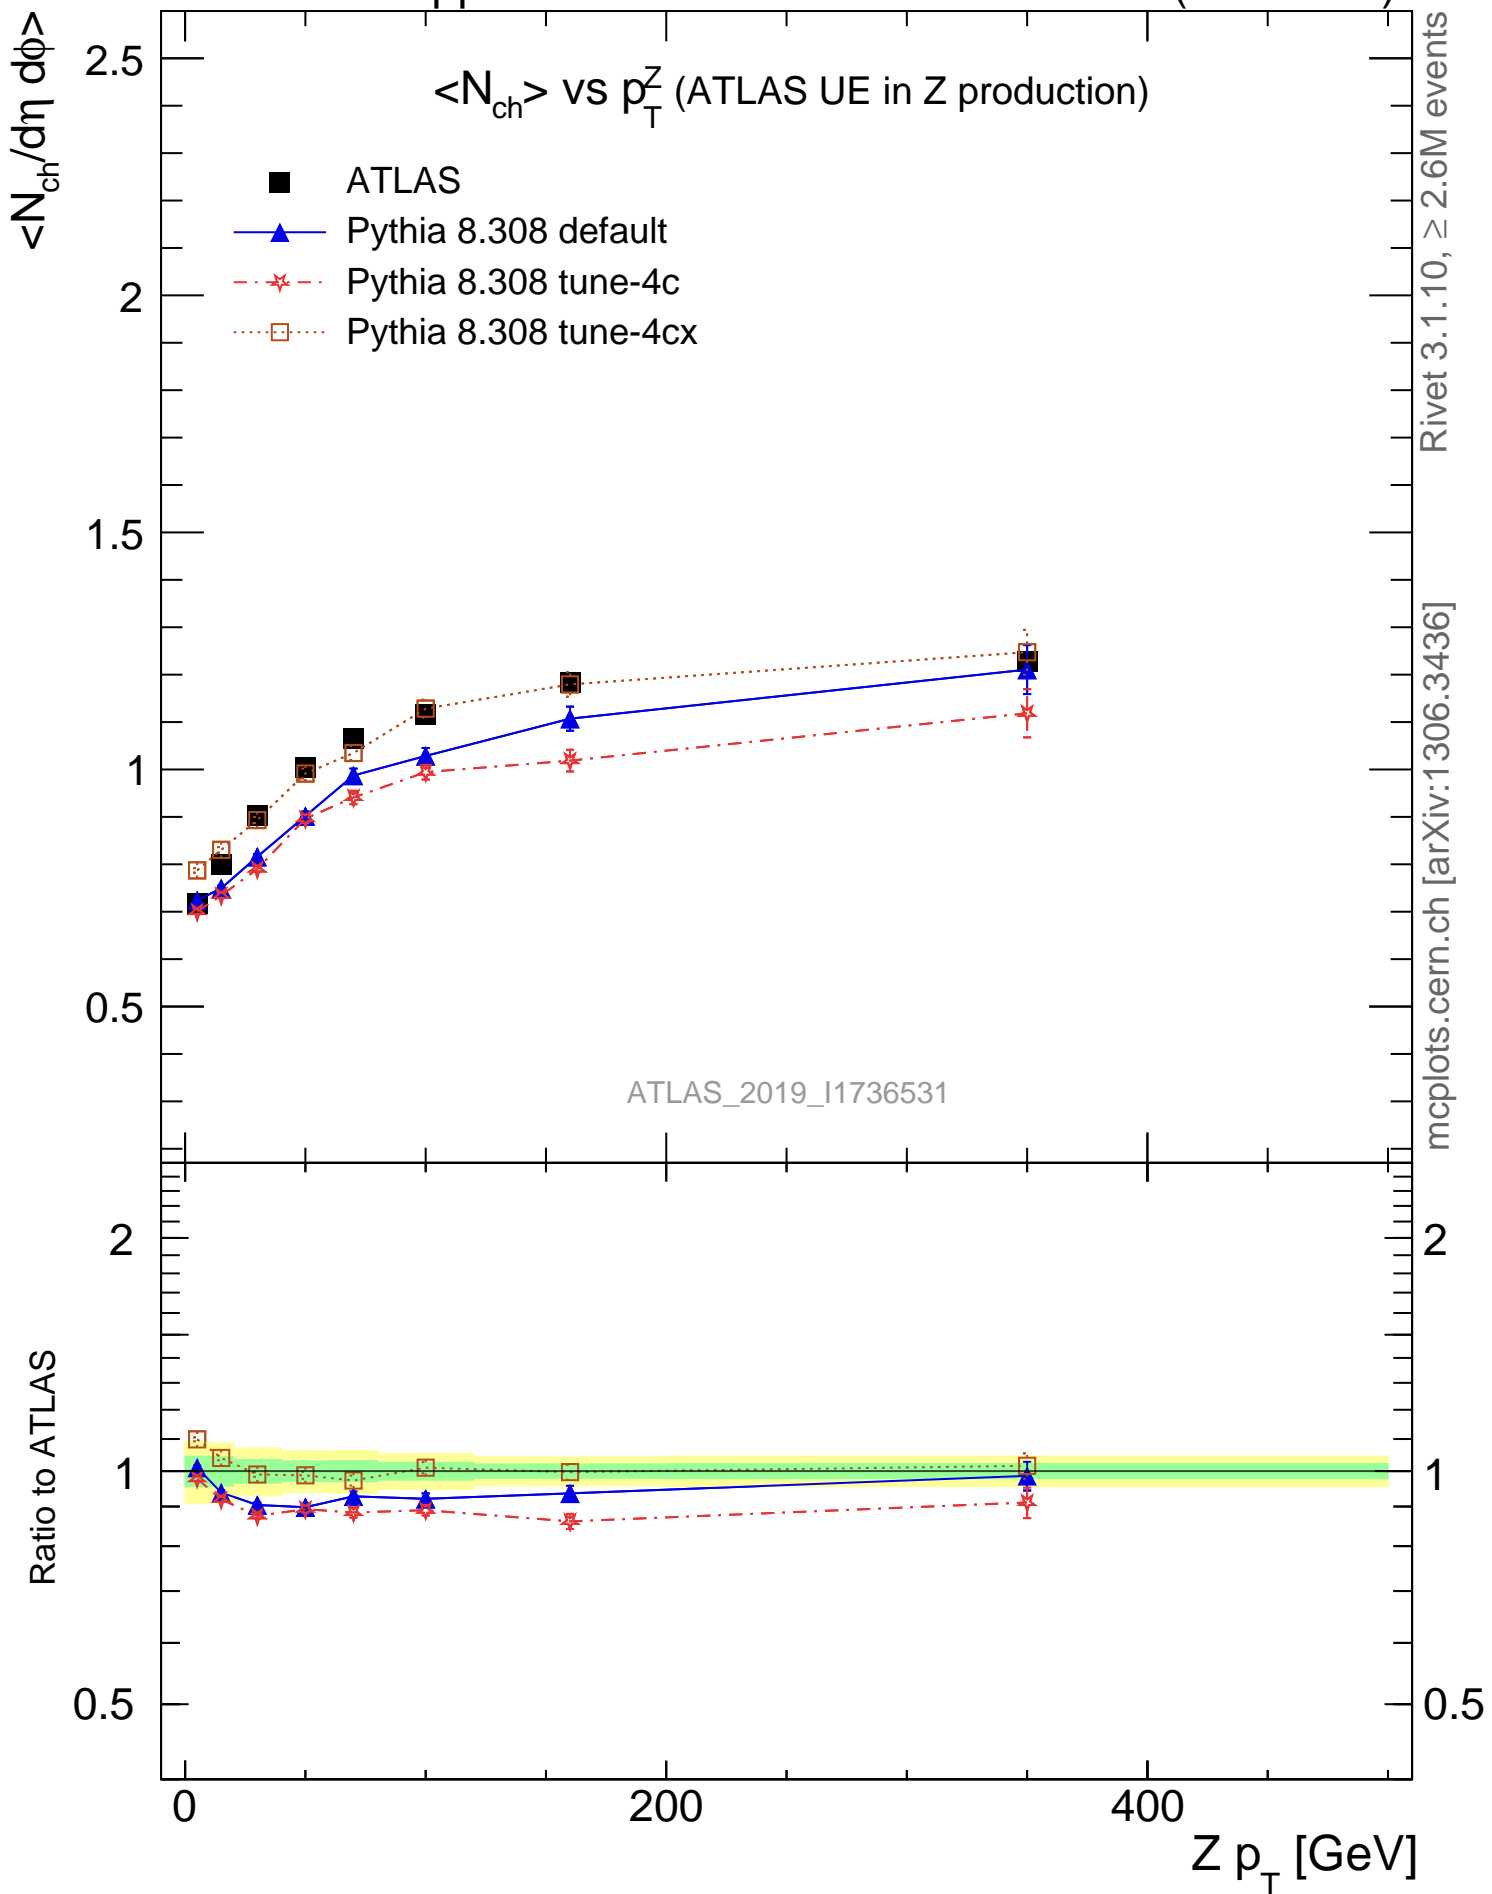 <N_ch> vs p_T^Z (ATLAS UE in Z production)
<N_ch/dη dϕ>
ATLAS
Pythia 8.308 default
Pythia 8.308 tune-4c
Pythia 8.308 tune-4cx
2.5
2
1.5
1
0.5
ATLAS_2019_I1736531
Rivet 3.1.10, ≥ 2.6M events
mcplots.cern.ch [arXiv:1306.3436]
Ratio to ATLAS
2
1
0.5
2
1
0.5
0
200
400
Z p_T [GeV]